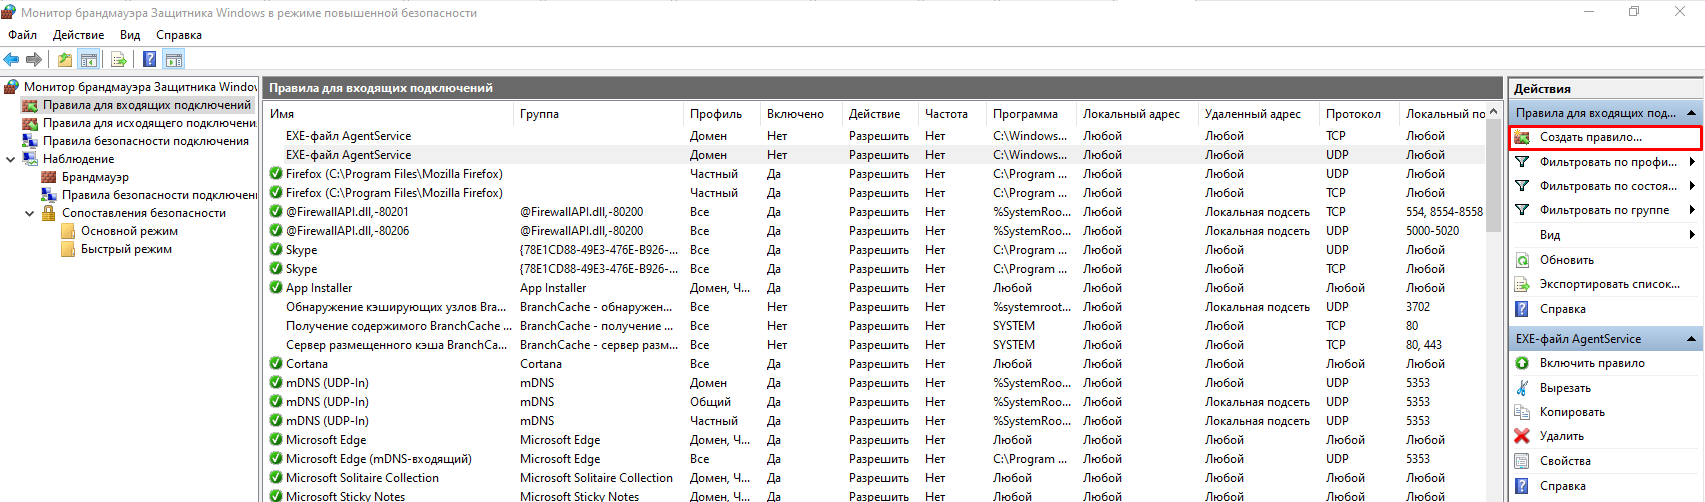 Монитор брандмауэра Защитника Windows в режиме повышенной безопасности
Файл Действие Вид Справка
Монитор брандмауэра Защитника Window
Правила для входящих подключений
Правила для исходящего подключени
Правила безопасности подключения
Наблюдение
Брандмауэр
Правила безопасности подключен
Сопоставления безопасности
Основной режим
Быстрый режим
Правила для входящих подключений
Имя Группа Профиль Включено Действие Частота Программа Локальный адрес Удаленный адрес Протокол Локальный по
EXE-файл AgentService Домен Нет Разрешить Нет C:\Windows... Любой Любой TCP Любой
EXE-файл AgentService Домен Нет Разрешить Нет C:\Windows... Любой Любой UDP Любой
Firefox (C:\Program Files\Mozilla Firefox) Частный Да Разрешить Нет C:\Program ... Любой Любой UDP Любой
Firefox (C:\Program Files\Mozilla Firefox) Частный Да Разрешить Нет C:\Program ... Любой Любой TCP Любой
@FirewallAPI.dll,-80201 @FirewallAPI.dll,-80200 Все Да Разрешить Нет %SystemRoo... Любой Локальная подсеть TCP 554, 8554-8558
@FirewallAPI.dll,-80206 @FirewallAPI.dll,-80200 Все Да Разрешить Нет %SystemRoo... Любой Локальная подсеть UDP 5000-5020
Skype {78E1CD88-49E3-476E-B926-... Все Да Разрешить Нет C:\Program ... Любой Любой UDP Любой
Skype {78E1CD88-49E3-476E-B926-... Все Да Разрешить Нет C:\Program ... Любой Любой TCP Любой
App Installer App Installer Домен, Ч... Да Разрешить Нет Любой Любой Любой Любой Любой
Обнаружение кэширующих узлов Bra... BranchCache - обнаружен... Все Нет Разрешить Нет %systemroot... Любой Локальная подсеть UDP 3702
Получение содержимого BranchCache ... BranchCache - получение ... Все Нет Разрешить Нет SYSTEM Любой Любой TCP 80
Сервер размещенного кэша BranchCa... BranchCache - сервер разм... Все Нет Разрешить Нет SYSTEM Любой Любой TCP 80, 443
Cortana Cortana Все Да Разрешить Нет Любой Любой Любой Любой Любой
mDNS (UDP-In) mDNS Домен Да Разрешить Нет %SystemRoo... Любой Любой UDP 5353
mDNS (UDP-In) mDNS Общий Да Разрешить Нет %SystemRoo... Любой Локальная подсеть UDP 5353
mDNS (UDP-In) mDNS Частный Да Разрешить Нет %SystemRoo... Любой Локальная подсеть UDP 5353
Microsoft Edge Microsoft Edge Домен, Ч... Да Разрешить Нет Любой Любой Любой Любой Любой
Microsoft Edge (mDNS-входящий) Microsoft Edge Все Да Разрешить Нет C:\Program ... Любой Любой UDP 5353
Microsoft Solitaire Collection Microsoft Solitaire Collection Домен, Ч... Да Разрешить Нет Любой Любой Любой Любой Любой
Microsoft Sticky Notes Microsoft Sticky Notes Домен, Ч... Да Разрешить Нет Любой Любой Любой Любой Любой
Действия
Правила для входящих под...
Создать правило...
Фильтровать по профи...
Фильтровать по состоя...
Фильтровать по группе
Вид
Обновить
Экспортировать список...
Справка
EXE-файл AgentService
Включить правило
Вырезать
Копировать
Удалить
Свойства
Справка